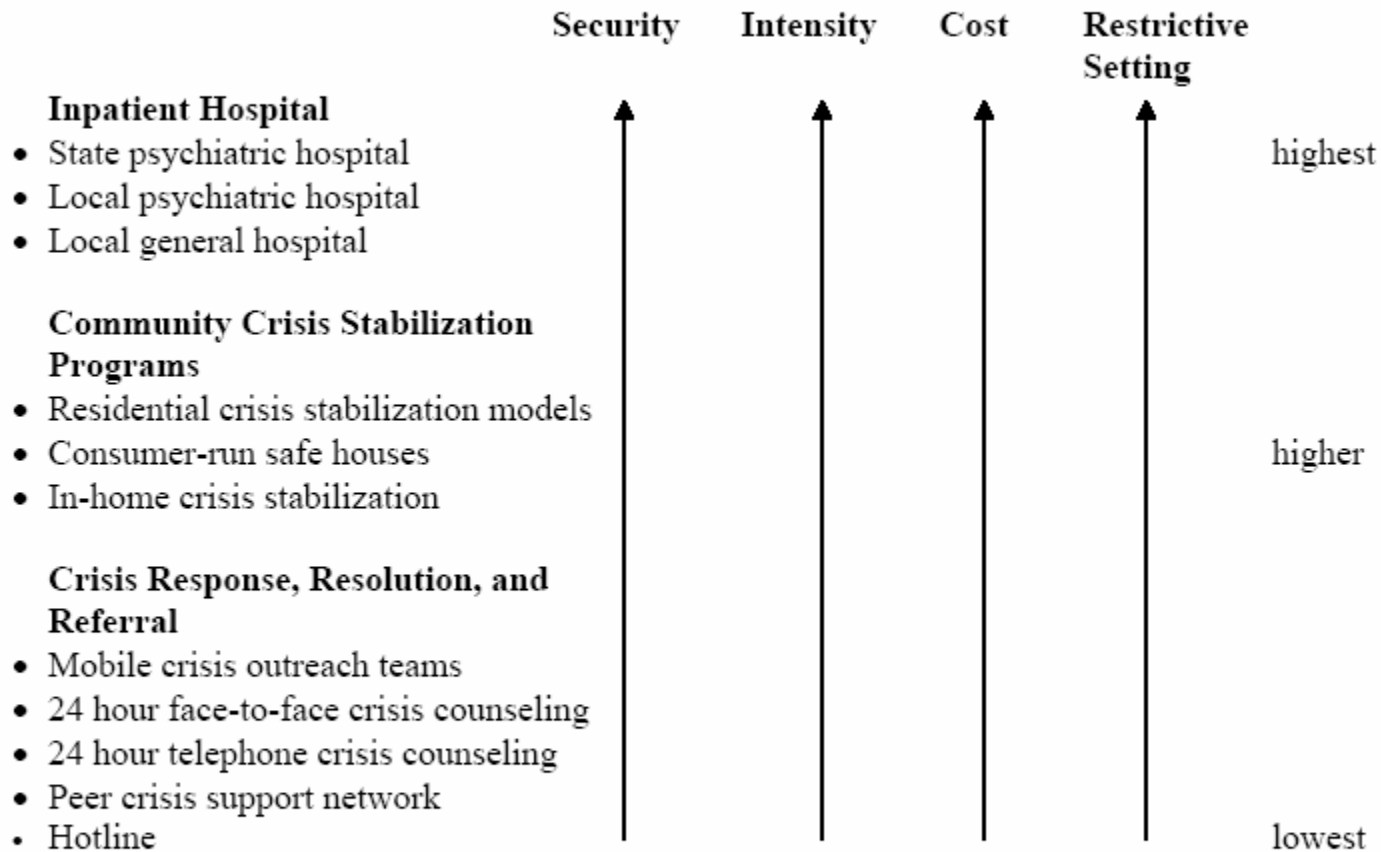 Security Intensity Cost Restrictive
Setting
Inpatient Hospital
• State psychiatric hospital highest
• Local psychiatric hospital
• Local general hospital
Community Crisis Stabilization
Programs
• Residential crisis stabilization models
• Consumer-run safe houses higher
• In-home crisis stabilization
Crisis Response, Resolution, and
Referral
• Mobile crisis outreach teams
• 24 hour face-to-face crisis counseling
• 24 hour telephone crisis counseling
• Peer crisis support network
• Hotline lowest